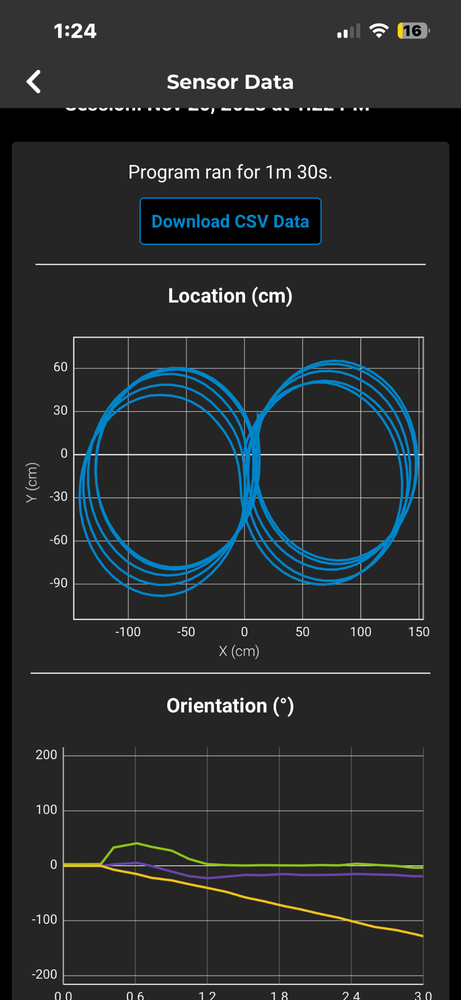 1:24
16
Sensor Data
Program ran for 1m 30s.
Download CSV Data
Location (cm)
60
30
0
-30
-60
-90
Y (cm)
-100 -50 0 50 100 150
X (cm)
Orientation (°)
200
100
0
-100
-200
0.0 0.6 1.2 1.8 2.4 3.0